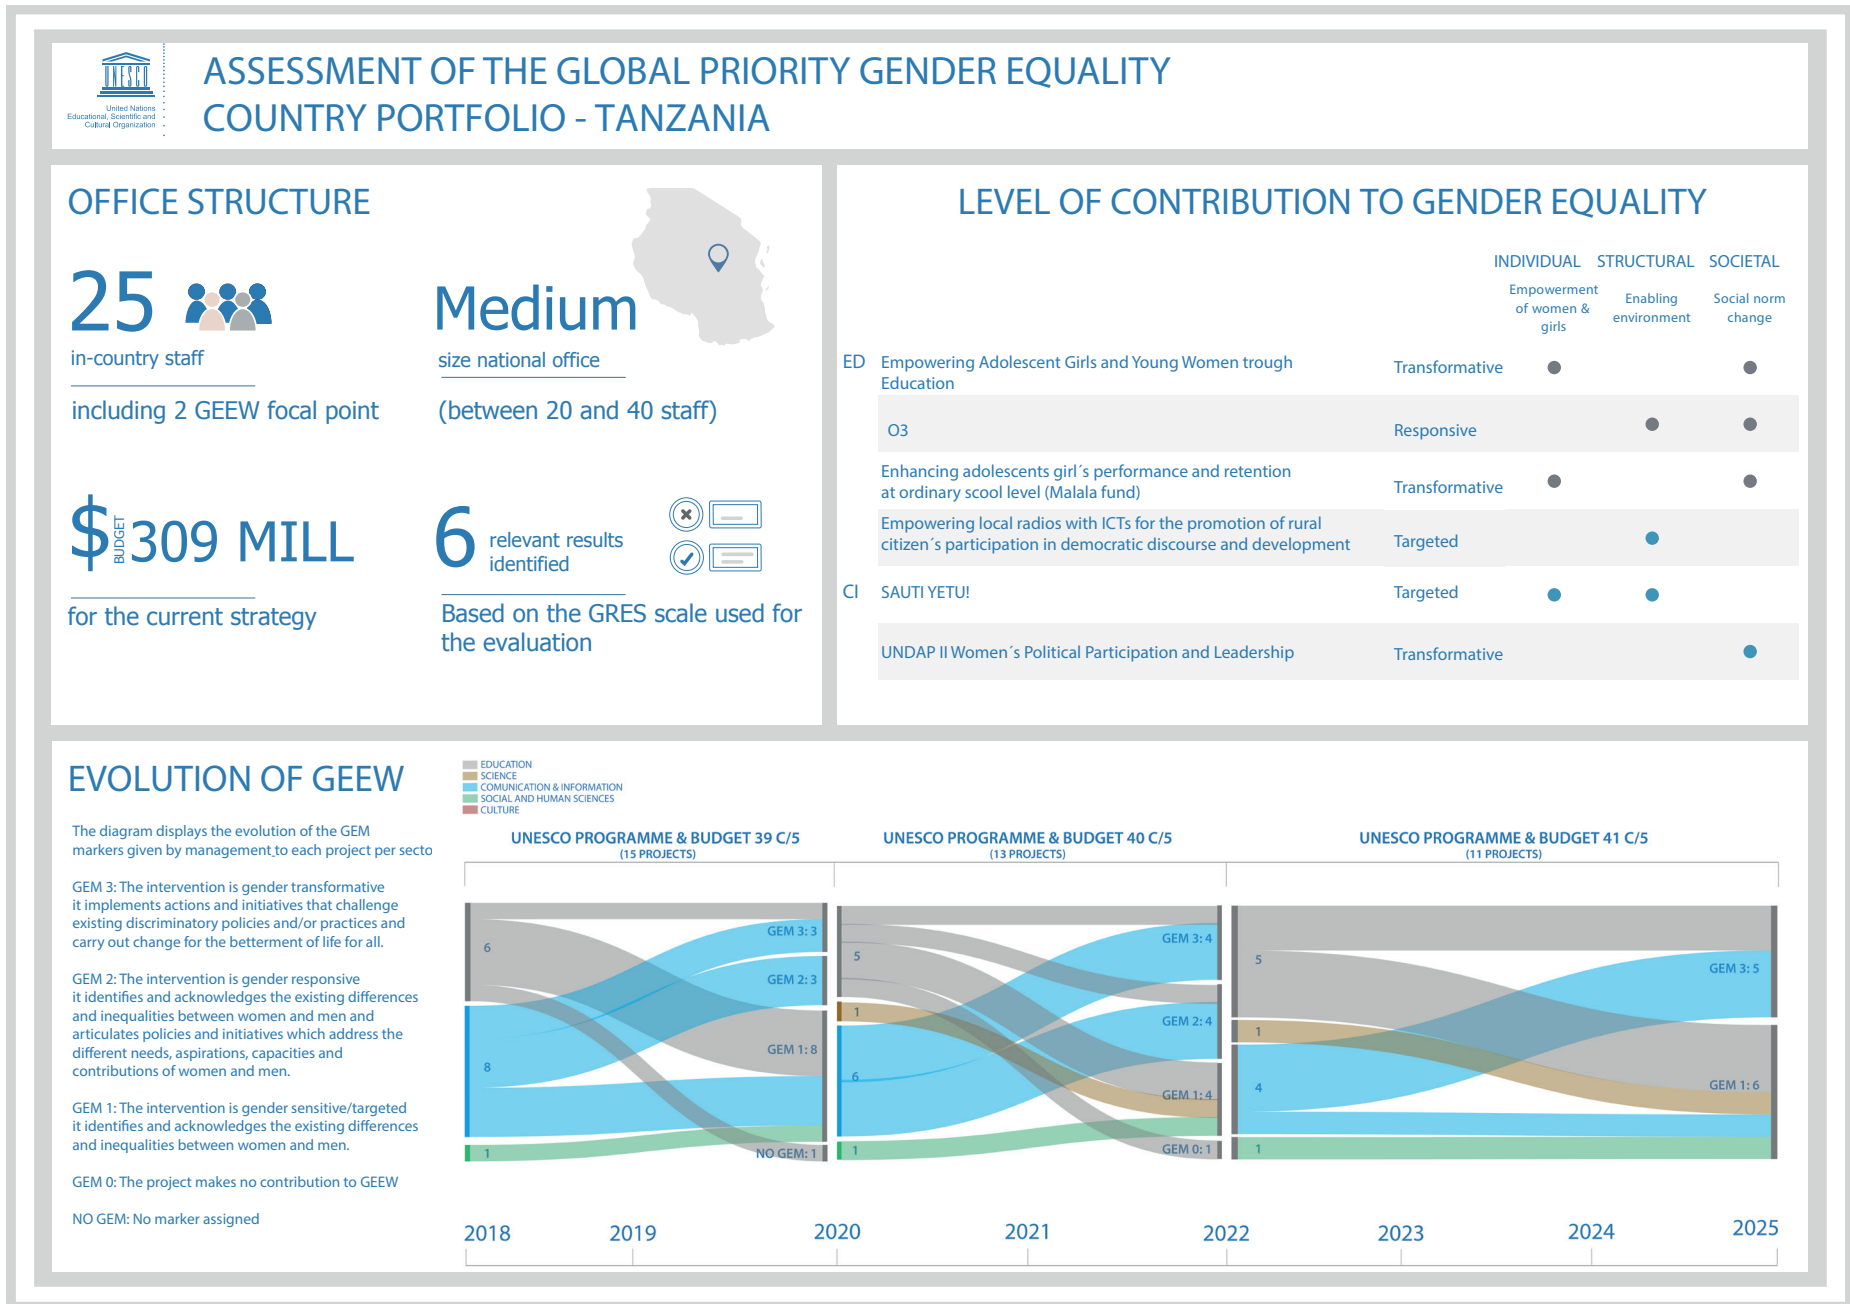 UNESCO
United Nations
Educational, Scientific and
Cultural Organization
ASSESSMENT OF THE GLOBAL PRIORITY GENDER EQUALITY
COUNTRY PORTFOLIO - TANZANIA
OFFICE STRUCTURE
25
in-country staff
including 2 GEEW focal point
Medium
size national office
(between 20 and 40 staff)
$ BUDGET 309 MILL
for the current strategy
6 relevant results
identified
Based on the GRES scale used for
the evaluation
LEVEL OF CONTRIBUTION TO GENDER EQUALITY
INDIVIDUAL STRUCTURAL SOCIETAL
Empowerment
of women &
girls
Enabling
environment
Social norm
change
ED Empowering Adolescent Girls and Young Women trough
Education
Transformative
O3 Responsive
Enhancing adolescents girl´s performance and retention
at ordinary scool level (Malala fund)
Transformative
Empowering local radios with ICTs for the promotion of rural
citizen´s participation in democratic discourse and development
Targeted
CI SAUTI YETU! Targeted
UNDAP II Women´s Political Participation and Leadership Transformative
EVOLUTION OF GEEW
The diagram displays the evolution of the GEM
markers given by management to each project per secto
GEM 3: The intervention is gender transformative
it implements actions and initiatives that challenge
existing discriminatory policies and/or practices and
carry out change for the betterment of life for all.
GEM 2: The intervention is gender responsive
it identifies and acknowledges the existing differences
and inequalities between women and men and
articulates policies and initiatives which address the
different needs, aspirations, capacities and
contributions of women and men.
GEM 1: The intervention is gender sensitive/targeted
it identifies and acknowledges the existing differences
and inequalities between women and men.
GEM 0: The project makes no contribution to GEEW
NO GEM: No marker assigned
EDUCATION
SCIENCE
COMUNICATION & INFORMATION
SOCIAL AND HUMAN SCIENCES
CULTURE
UNESCO PROGRAMME & BUDGET 39 C/5
(15 PROJECTS)
6
8
1
GEM 3: 3
GEM 2: 3
GEM 1: 8
NO GEM: 1
UNESCO PROGRAMME & BUDGET 40 C/5
(13 PROJECTS)
5
1
6
1
GEM 3: 4
GEM 2: 4
GEM 1: 4
GEM 0: 1
UNESCO PROGRAMME & BUDGET 41 C/5
(11 PROJECTS)
5
1
4
1
GEM 3: 5
GEM 1: 6
2018 2019 2020 2021 2022 2023 2024 2025